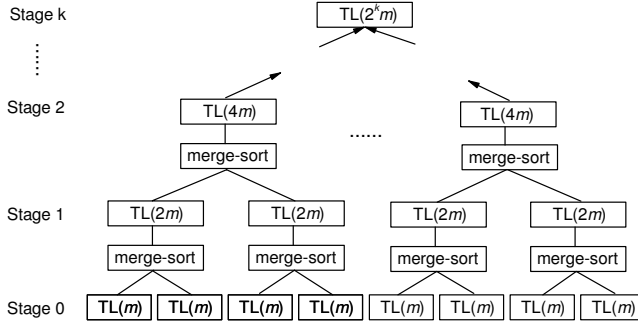 Stage k
TL(2^k m)
......
Stage 2
TL(4m)
......
TL(4m)
merge-sort
merge-sort
Stage 1
TL(2m)
TL(2m)
TL(2m)
TL(2m)
merge-sort
merge-sort
merge-sort
merge-sort
Stage 0
TL(m)
TL(m)
TL(m)
TL(m)
TL(m)
TL(m)
TL(m)
TL(m)